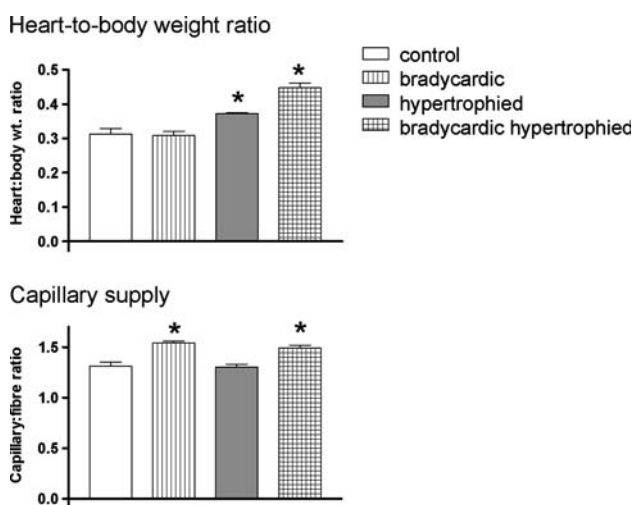 Heart-to-body weight ratio
control
bradycardic
hypertrophied
bradycardic hypertrophied
Heart:body wt. ratio
0.5
0.4
0.3
0.2
0.1
0.0
*
*
Capillary supply
Capillary:fibre ratio
1.5
1.0
0.5
0.0
*
*